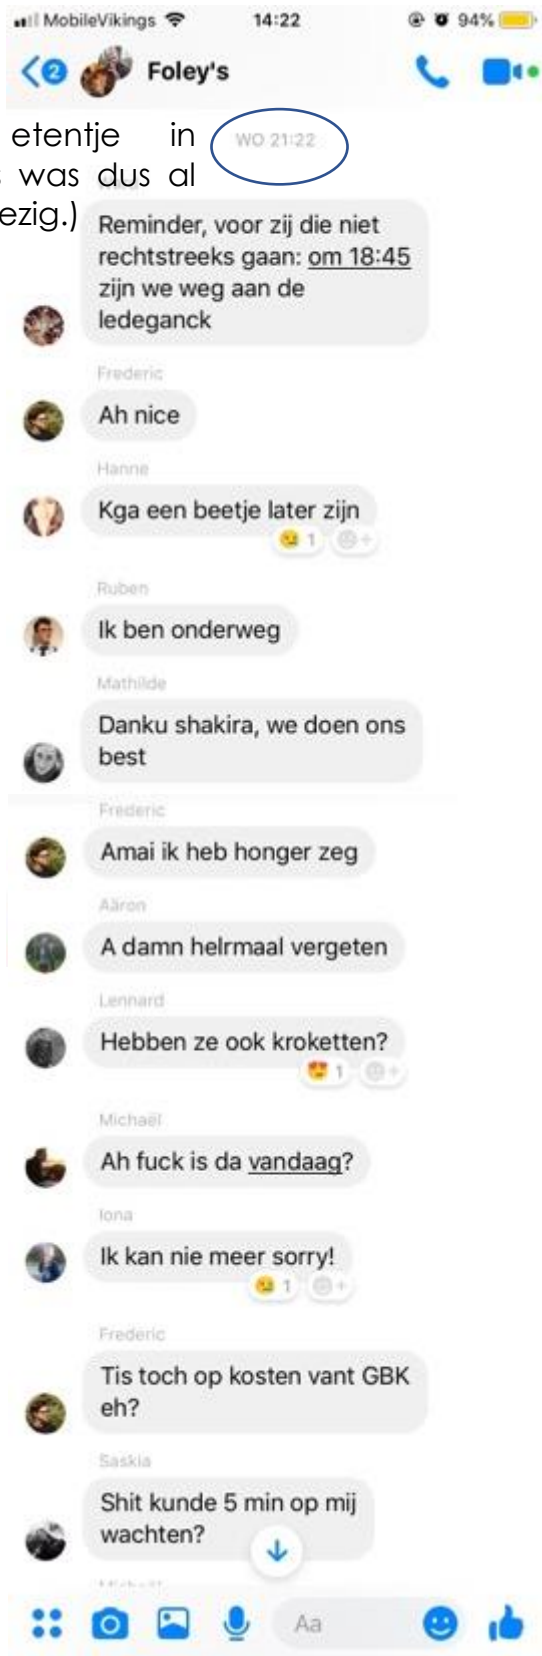 MobileVikings 14:22 94%
2 Foley's
etentje in
was dus al
ezig.)
WO 21:22
Reminder, voor zij die niet
rechtstreeks gaan: om 18:45
zijn we weg aan de
ledeganck
Frederic
Ah nice
Hanne
Kga een beetje later zijn
1
Ruben
Ik ben onderweg
Mathilde
Danku shakira, we doen ons
best
Frederic
Amai ik heb honger zeg
Aäron
A damn helrmaal vergeten
Lennard
Hebben ze ook kroketten?
1
Michaël
Ah fuck is da vandaag?
Iona
Ik kan nie meer sorry!
1
Frederic
Tis toch op kosten vant GBK
eh?
Saskia
Shit kunde 5 min op mij
wachten?
Aa